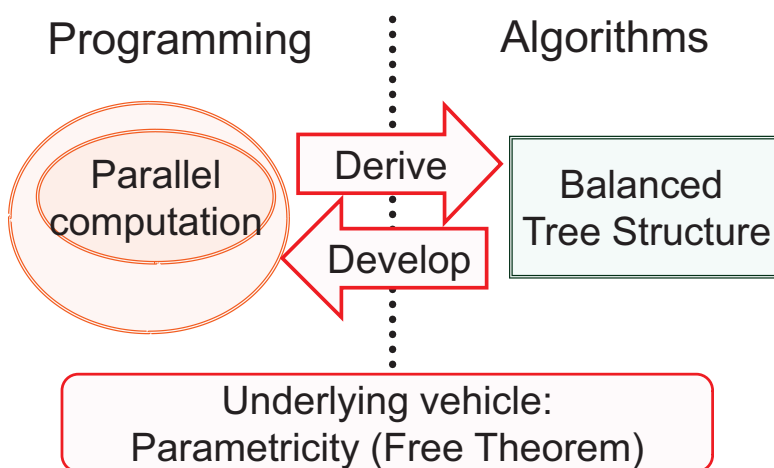 Programming
Algorithms
Parallel
computation
Derive
Develop
Balanced
Tree Structure
Underlying vehicle:
Parametricity (Free Theorem)